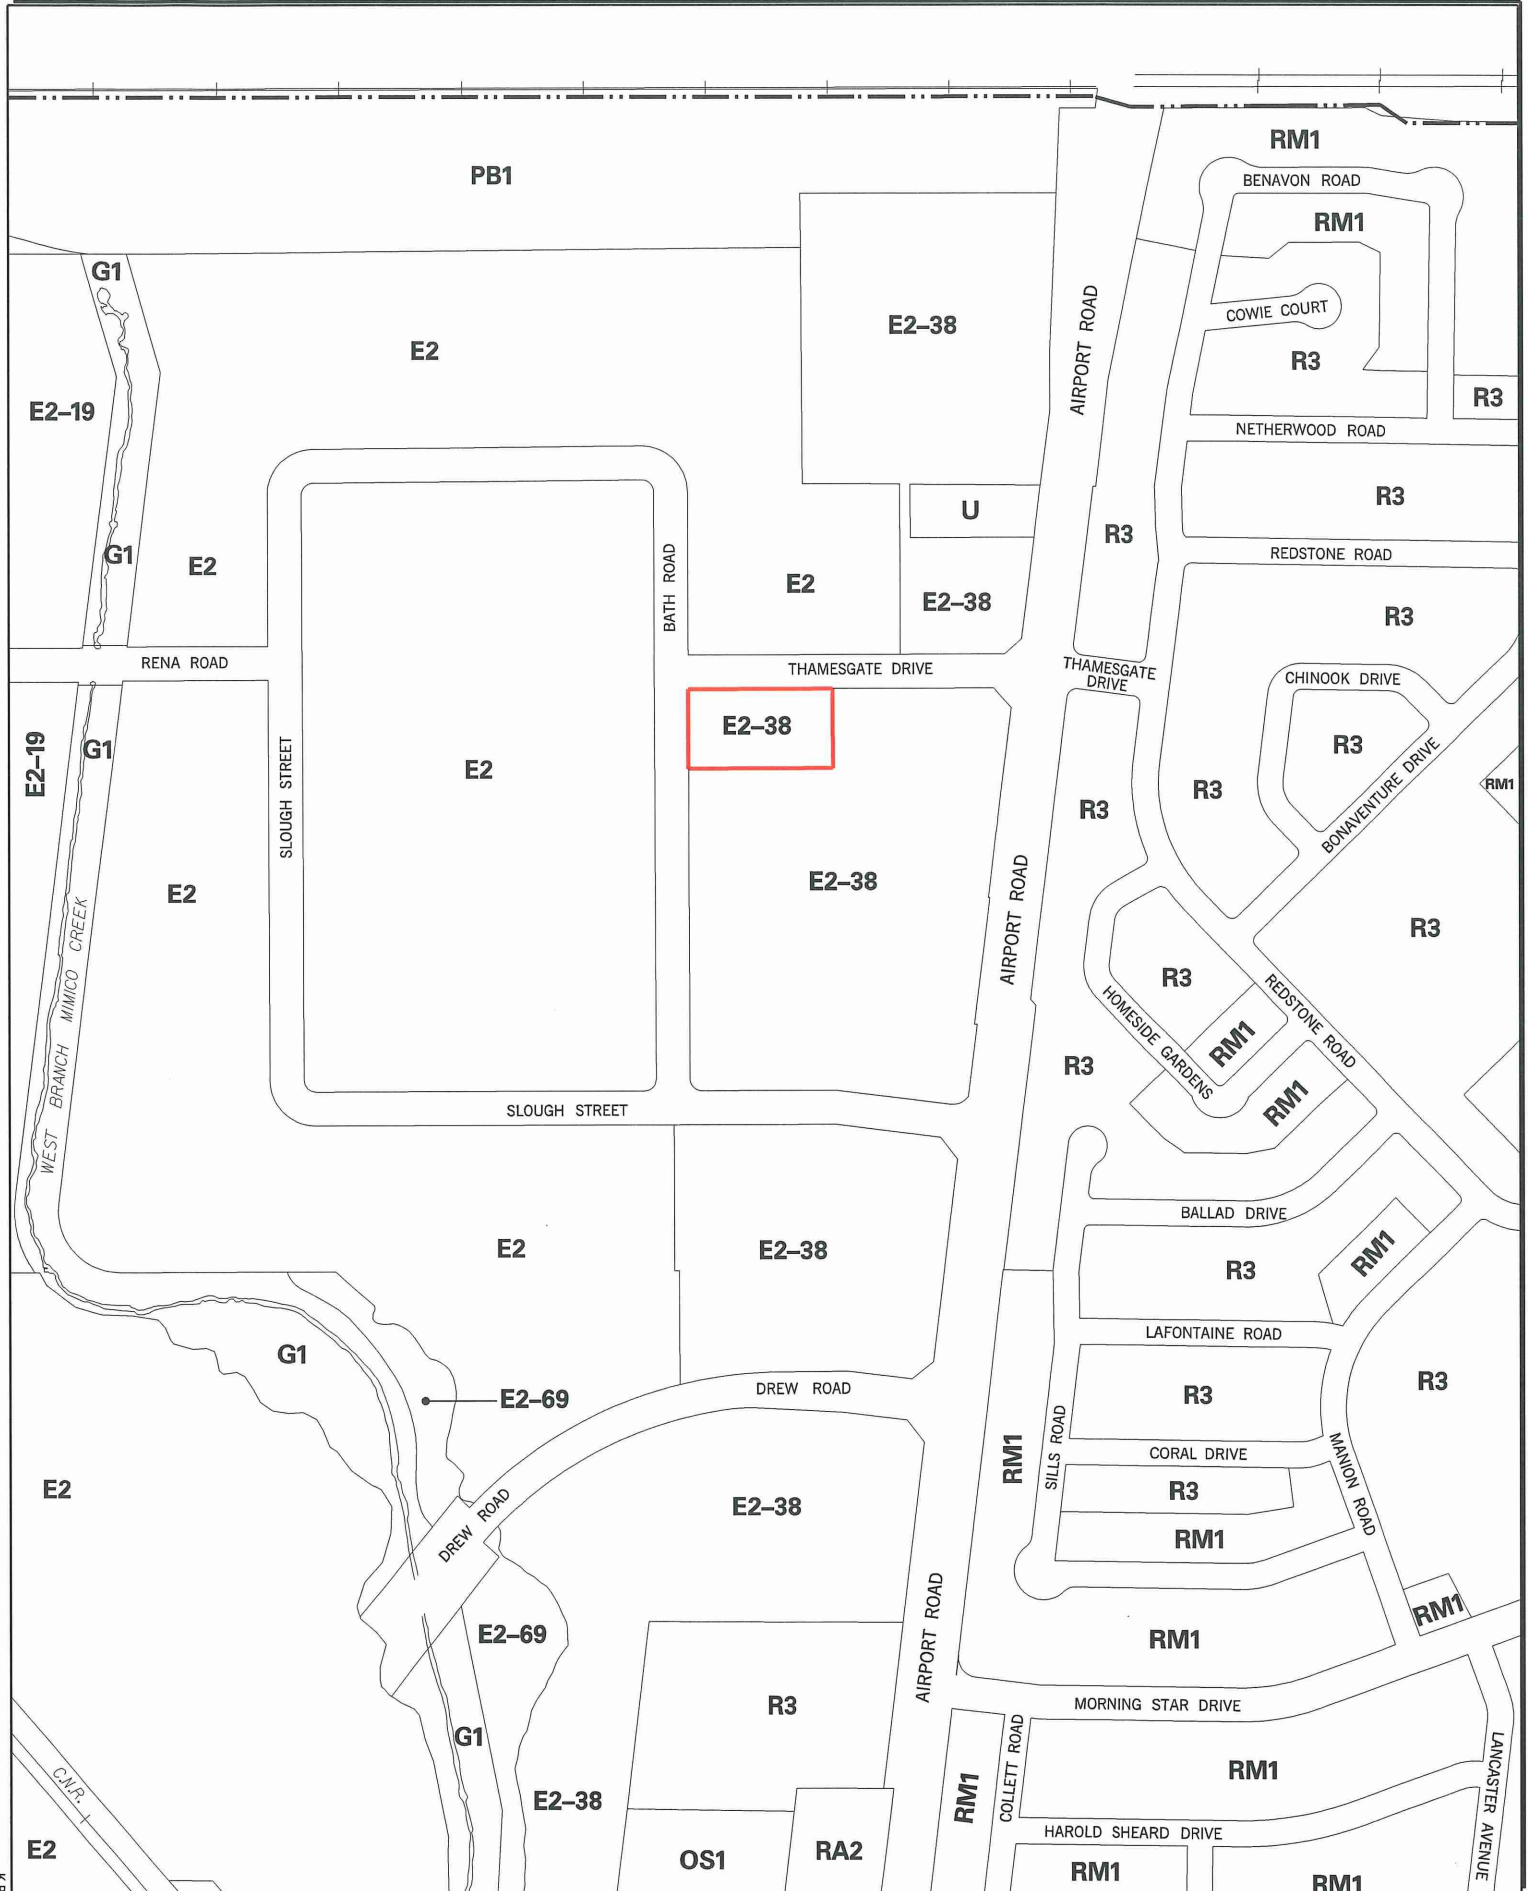 RM1
PB1
BENAVON ROAD
RM1
G1
COWIE COURT
E2–38
AIRPORT ROAD
E2
R3
R3
E2–19
NETHERWOOD ROAD
R3
U
R3
G1
REDSTONE ROAD
E2
BATH ROAD
E2
E2–38
R3
RENA ROAD
THAMESGATE DRIVE
THAMESGATE
DRIVE
CHINOOK DRIVE
E2–38
R3
G1
E2–19
E2
SLOUGH STREET
R3
R3
BONAVENTURE DRIVE
RM1
E2
E2–38
AIRPORT ROAD
R3
WEST BRANCH MIMICO CREEK
R3
REDSTONE ROAD
HOMESIDE GARDENS
RM1
R3
RM1
SLOUGH STREET
BALLAD DRIVE
E2
E2–38
R3
RM1
LAFONTAINE ROAD
G1
R3
DREW ROAD
R3
E2–69
RM1
SILLS ROAD
CORAL DRIVE
MANION ROAD
E2
R3
E2–38
DREW ROAD
RM1
AIRPORT ROAD
RM1
E2–69
RM1
R3
MORNING STAR DRIVE
G1
COLLETT ROAD
LANCASTER AVENUE
C.N.R.
RM1
RM1
E2–38
HAROLD SHEARD DRIVE
E2
OS1
RA2
RM1
RM1